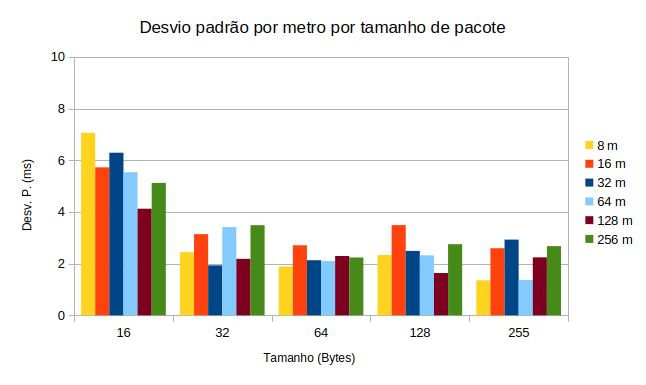 Desvio padrão por metro por tamanho de pacote
10
8
6
4
2
0
Desv. P. (ms)
16 32 64 128 255
Tamanho (Bytes)
8 m
16 m
32 m
64 m
128 m
256 m